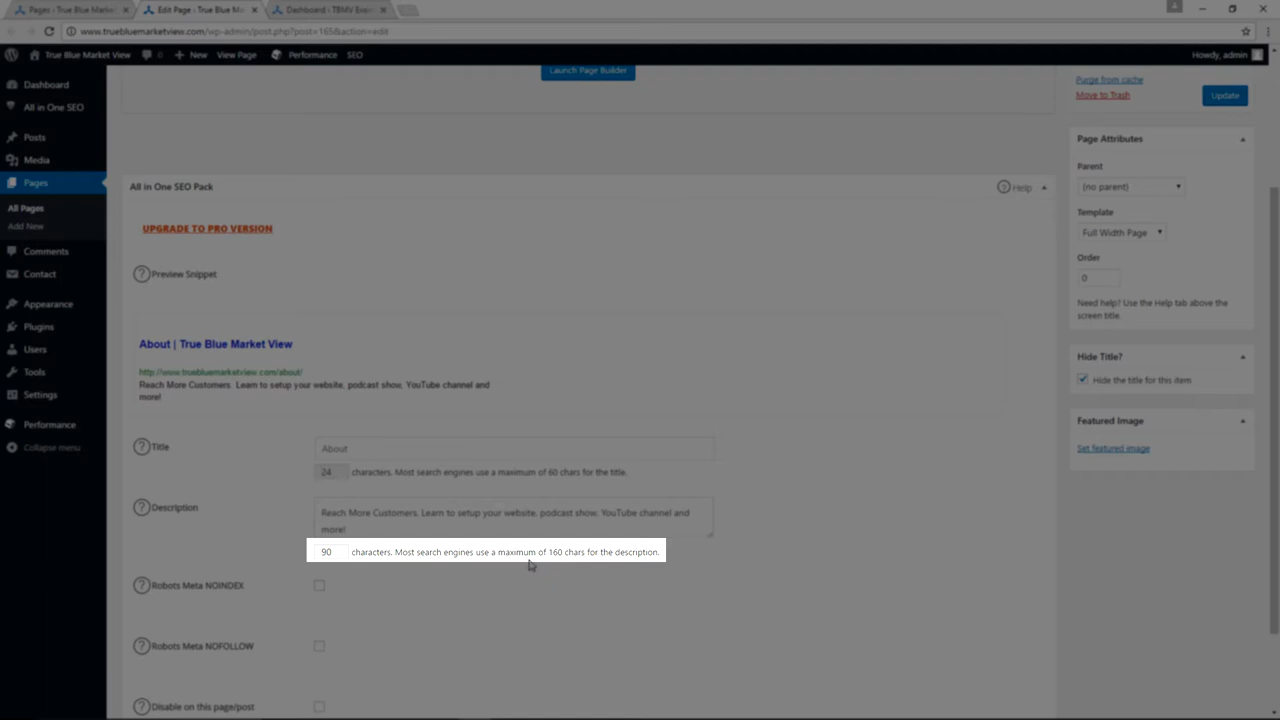 Pages ‹ True Blue Mark
Edit Page ‹ True Blue M
Dashboard ‹ TBMV
www.truebluemarketview.com/wp-admin/post.php?post=165&action=edit
True Blue Market View
0
New
View Page
Performance
SEO
Howdy, admin
Dashboard
All in One SEO
Posts
Media
Pages
All Pages
Add New
Comments
Contact
Appearance
Plugins
Users
Tools
Settings
Performance
Collapse menu
Launch Page Builder
All in One SEO Pack
Help
UPGRADE TO PRO VERSION
Preview Snippet
About | True Blue Market View
http://www.truebluemarketview.com/about/
Reach More Customers. Learn to setup your website, podcast show, YouTube channel and
more!
Title
About
24 characters. Most search engines use a maximum of 60 chars for the title.
Description
Reach More Customers. Learn to setup your website, podcast show, YouTube channel and
more!
90 characters. Most search engines use a maximum of 160 chars for the description.
Robots Meta NOINDEX
Robots Meta NOFOLLOW
Disable on this page/post
Purge from cache
Move to Trash
Update
Page Attributes
Parent
(no parent)
Template
Full Width Page
Order
0
Need help? Use the Help tab above the
screen title.
Hide Title?
Hide the title for this item
Featured Image
Set featured image